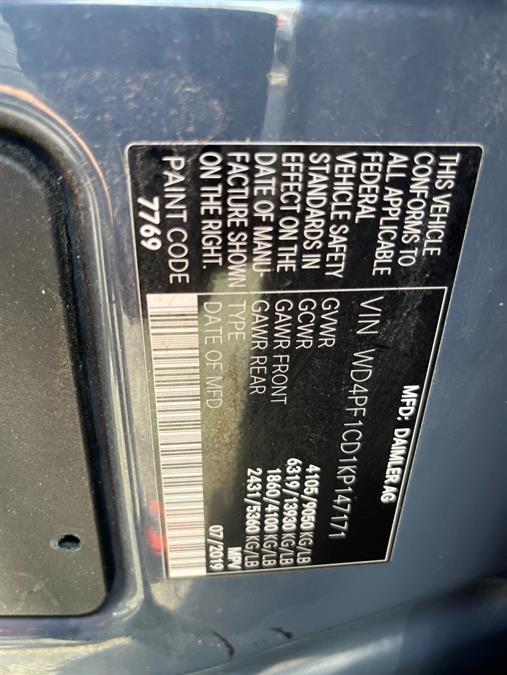 MFD: DAIMLER AG
VIN WD4PF1CD1KP147171
GVWR 4105/9050 KG/LB
GCWR 6319/13930 KG/LB
GAWR FRONT 1860/4100 KG/LB
GAWR REAR 2431/5360 KG/LB
TYPE MPV
DATE OF MFD 07/2019
THIS VEHICLE
CONFORMS TO
ALL APPLICABLE
FEDERAL
VEHICLE SAFETY
STANDARDS IN
EFFECT ON THE
DATE OF MANU-
FACTURE SHOWN
ON THE RIGHT.
PAINT CODE
7769